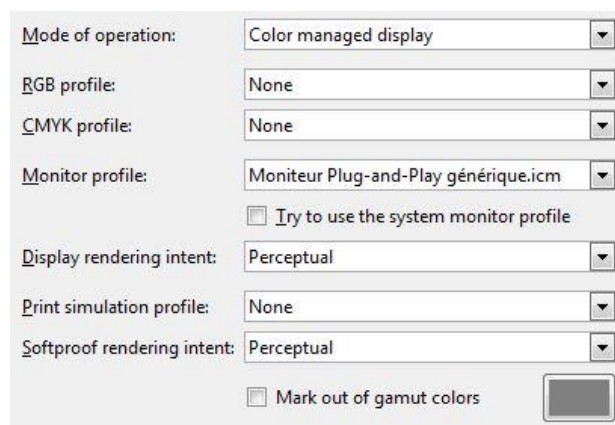 Mode of operation: Color managed display
RGB profile: None
CMYK profile: None
Monitor profile: Moniteur Plug-and-Play générique.icm
Try to use the system monitor profile
Display rendering intent: Perceptual
Print simulation profile: None
Softproof rendering intent: Perceptual
Mark out of gamut colors